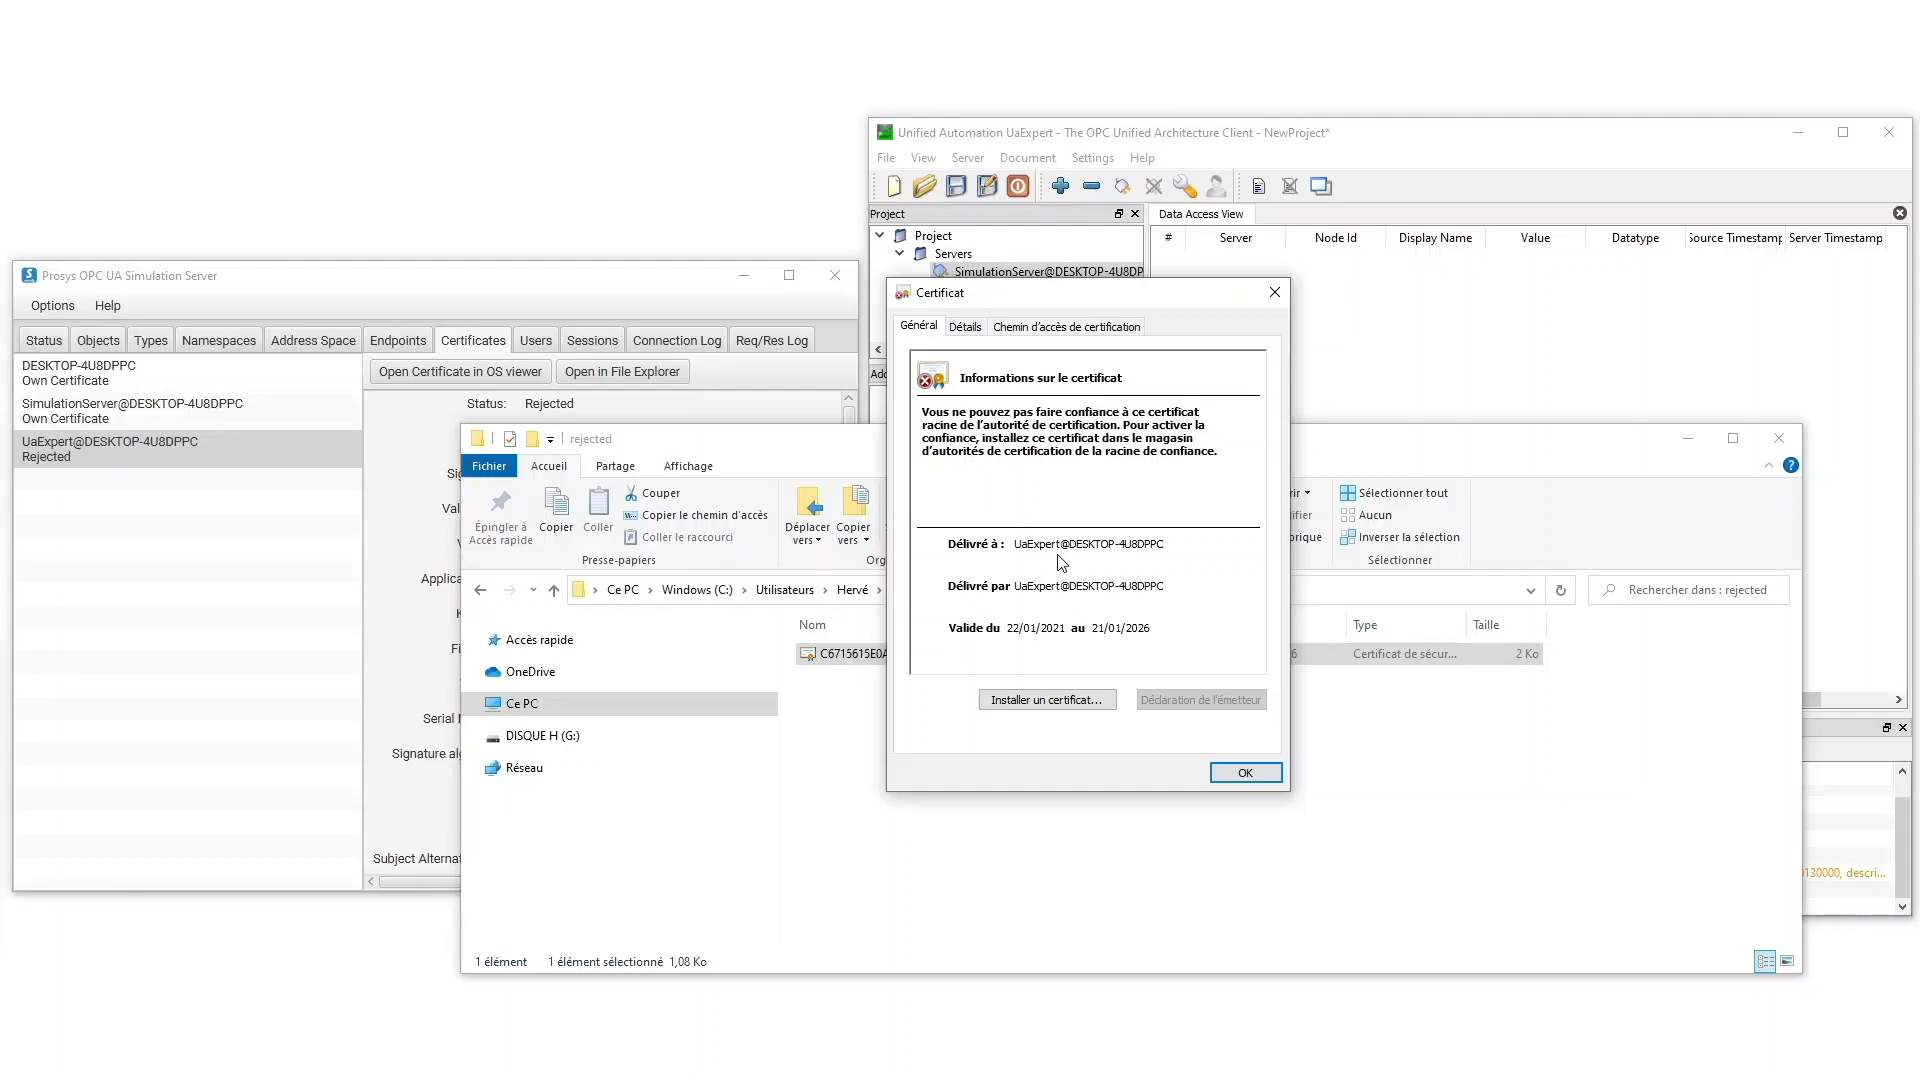 Unified Automation UaExpert - The OPC Unified Architecture Client - NewProject*
File View Server Document Settings Help
Project
Data Access View
Project
Servers
SimulationServer@DESKTOP-4U8DP
# Server Node Id Display Name Value Datatype Source Timestamp Server Timestamp
Prosys OPC UA Simulation Server
Options Help
Status Objects Types Namespaces Address Space Endpoints Certificates Users Sessions Connection Log Req/Res Log
DESKTOP-4U8DPPC
Own Certificate
SimulationServer@DESKTOP-4U8DPPC
Own Certificate
UaExpert@DESKTOP-4U8DPPC
Rejected
Open Certificate in OS viewer Open in File Explorer
Status: Rejected
Applica
Serial
Signature al
Subject Alterna
rejected
Fichier Accueil Partage Affichage
Épingler à
Accès rapide
Copier
Coller
Couper
Copier le chemin d'accès
Coller le raccourci
Presse-papiers
Déplacer
vers
Copier
vers
Org
Sélectionner tout
Aucun
Inverser la sélection
Sélectionner
Ce PC Windows (C:) Utilisateurs Hervé
Rechercher dans : rejected
Accès rapide
OneDrive
Ce PC
DISQUE H (G:)
Réseau
Nom Type Taille
C6715615E0A Certificat de sécur... 2 Ko
1 élément 1 élément sélectionné 1,08 Ko
Certificat
Général Détails Chemin d'accès de certification
Informations sur le certificat
Vous ne pouvez pas faire confiance à ce certificat
racine de l'autorité de certification. Pour activer la
confiance, installez ce certificat dans le magasin
d'autorités de certification de la racine de confiance.
Délivré à : UaExpert@DESKTOP-4U8DPPC
Délivré par UaExpert@DESKTOP-4U8DPPC
Valide du 22/01/2021 au 21/01/2026
Installer un certificat... Déclaration de l'émetteur
OK
130000, descri...